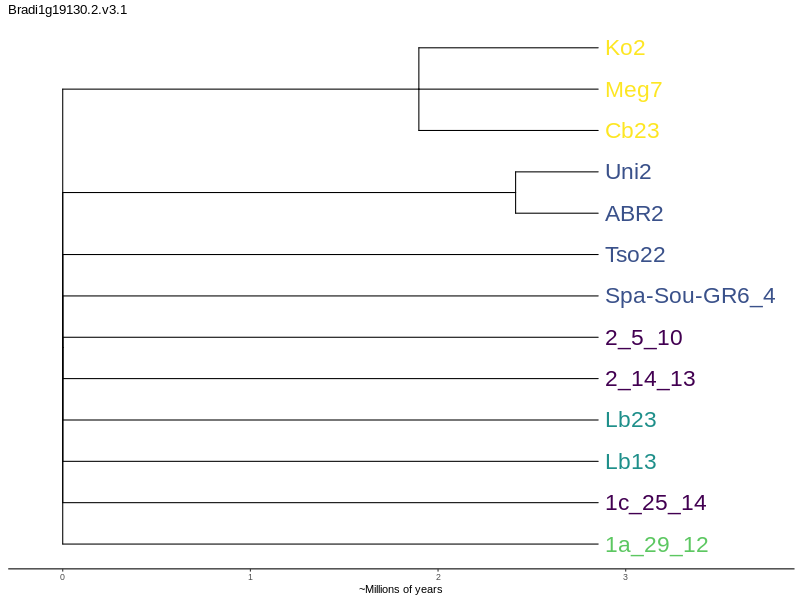 Bradi1g19130.2.v3.1
Ko2
Meg7
Cb23
Uni2
ABR2
Tso22
Spa-Sou-GR6_4
2_5_10
2_14_13
Lb23
Lb13
1c_25_14
1a_29_12
0 1 2 3
~Millions of years